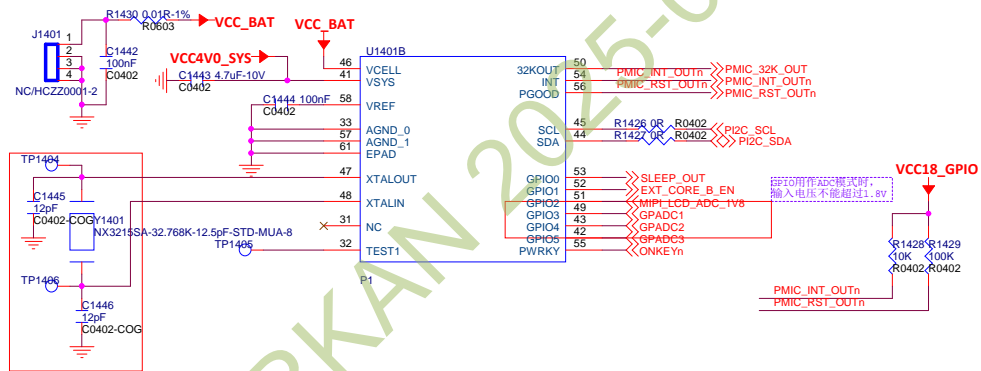 R1430 0.01R-1%
R0603
VCC_BAT
VCC_BAT
J1401
1
2
3
4
NC/HCZZ0001-2
C1442
100nF
C0402
VCC4V0_SYS
C1443 4.7uF-10V
C0402
C1444 100nF
C0402
U1401B
46 VCELL
41 VSYS
58 VREF
33 AGND_0
57 AGND_1
61 EPAD
47 XTALOUT
48 XTALIN
31 NC
32 TEST1
P1
32KOUT 50
INT 54
PGOOD 56
SCL 45
SDA 44
GPIO0 53
GPIO1 52
GPIO2 51
GPIO3 49
GPIO4 43
GPIO5 42
PWRKY 55
PMIC_32K_OUT
PMIC_INT_OUTn PMIC_INT_OUTn
PMIC_RST_OUTn PMIC_RST_OUTn
R1426 0R R0402 PI2C_SCL
R1427 0R R0402 PI2C_SDA
SLEEP_OUT
EXT_CORE_B_EN
MIPI_LCD_ADC_1V8
GPADC1
GPADC2
GPADC3
ONKEYn
GPIO用作ADC模式时,
输入电压不能超过1.8V
VCC18_GPIO
R1428
10K
R0402
R1429
100K
R0402
PMIC_INT_OUTn
PMIC_RST_OUTn
TP1404
C1445
12pF
C0402-COG
Y1401
NX3215SA-32.768K-12.5pF-STD-MUA-8
TP1405
TP1406
C1446
12pF
C0402-COG
KAN 2025-0